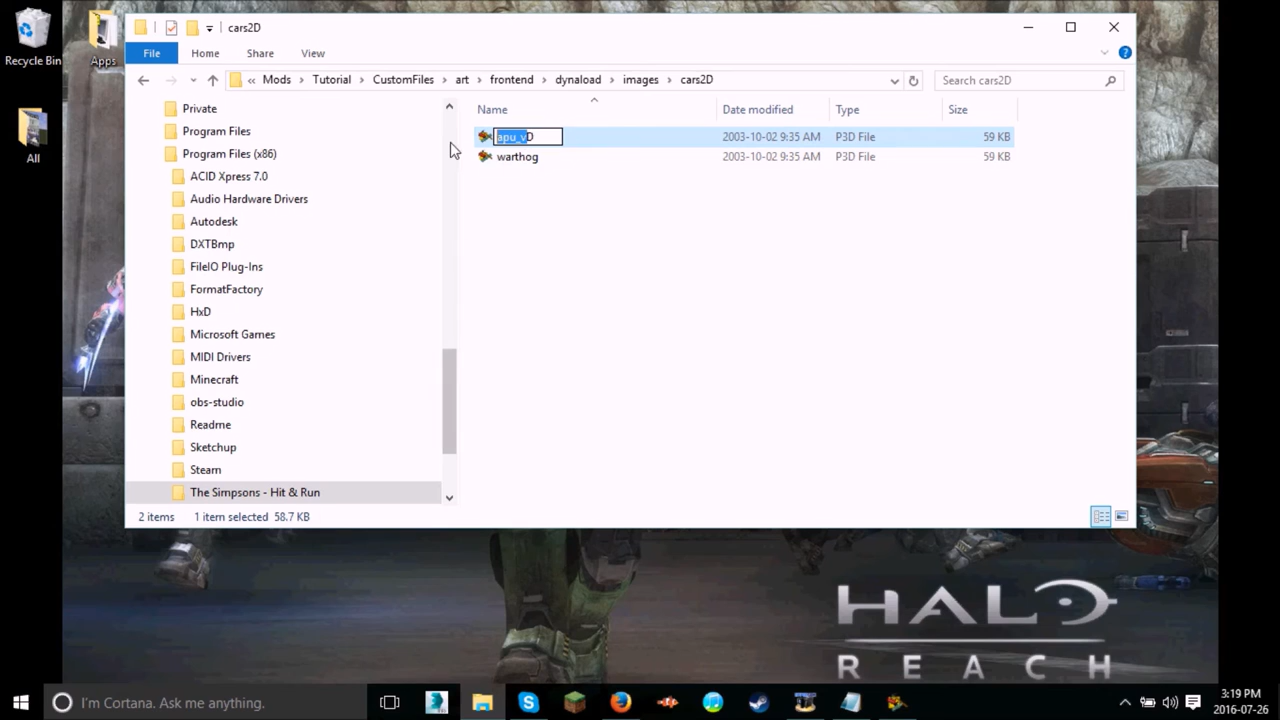 Recycle Bin
Apps
All
cars2D
File
Home
Share
View
« Mods > Tutorial > CustomFiles > art > frontend > dynaload > images > cars2D
Search cars2D
Private
Program Files
Program Files (x86)
ACID Xpress 7.0
Audio Hardware Drivers
Autodesk
DXTBmp
FileIO Plug-Ins
FormatFactory
HxD
Microsoft Games
MIDI Drivers
Minecraft
obs-studio
Readme
Sketchup
Steam
The Simpsons - Hit & Run
Name Date modified Type Size
apu_vD 2003-10-02 9:35 AM P3D File 59 KB
warthog 2003-10-02 9:35 AM P3D File 59 KB
2 items 1 item selected 58.7 KB
HALO
REACH
I'm Cortana. Ask me anything.
3:19 PM
2016-07-26